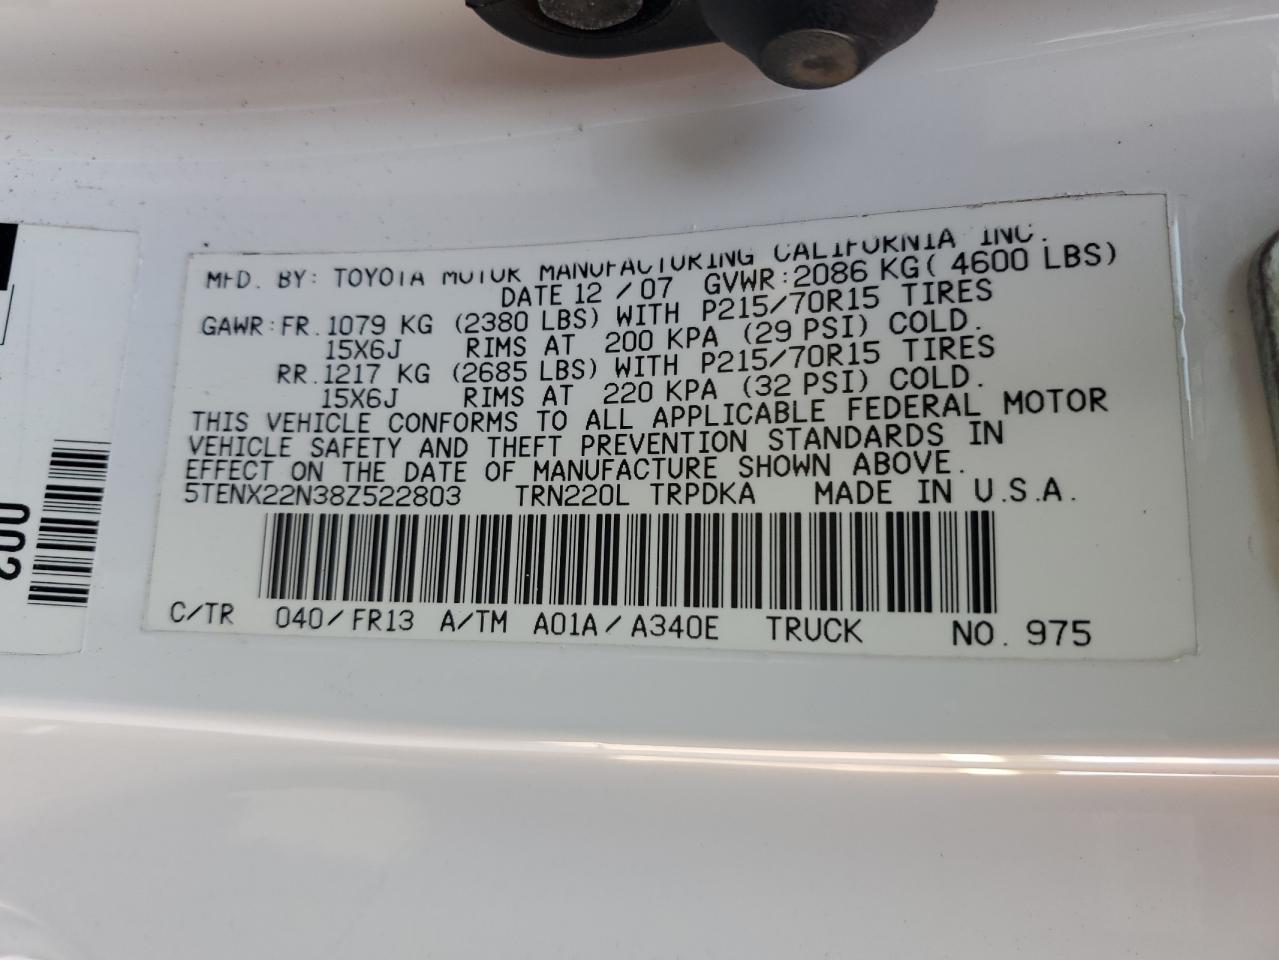 MFD. BY: TOYOTA MOTOR MANUFACTURING CALIFORNIA INC.
DATE 12/07 GVWR: 2086 KG( 4600 LBS)
GAWR: FR. 1079 KG (2380 LBS) WITH P215/70R15 TIRES
15X6J RIMS AT 200 KPA (29 PSI) COLD.
RR. 1217 KG (2685 LBS) WITH P215/70R15 TIRES
15X6J RIMS AT 220 KPA (32 PSI) COLD.
THIS VEHICLE CONFORMS TO ALL APPLICABLE FEDERAL MOTOR
VEHICLE SAFETY AND THEFT PREVENTION STANDARDS IN
EFFECT ON THE DATE OF MANUFACTURE SHOWN ABOVE.
5TENX22N38Z522803 TRN220L TRPDKA MADE IN U.S.A.
C/TR 040/FR13 A/TM A01A/A340E TRUCK NO. 975